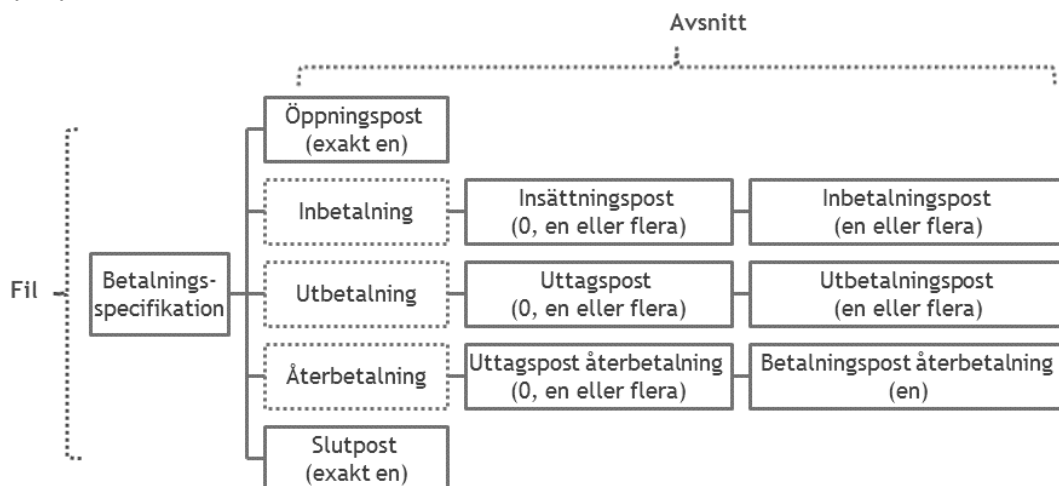 Avsnitt
Öppningspost
(exakt en)
Inbetalning
Insättningspost
(0, en eller flera)
Inbetalningspost
(en eller flera)
Fil
Betalnings-
specifikation
Utbetalning
Uttagspost
(0, en eller flera)
Utbetalningspost
(en eller flera)
Återbetalning
Uttagspost återbetalning
(0, en eller flera)
Betalningspost återbetalning
(en)
Slutpost
(exakt en)